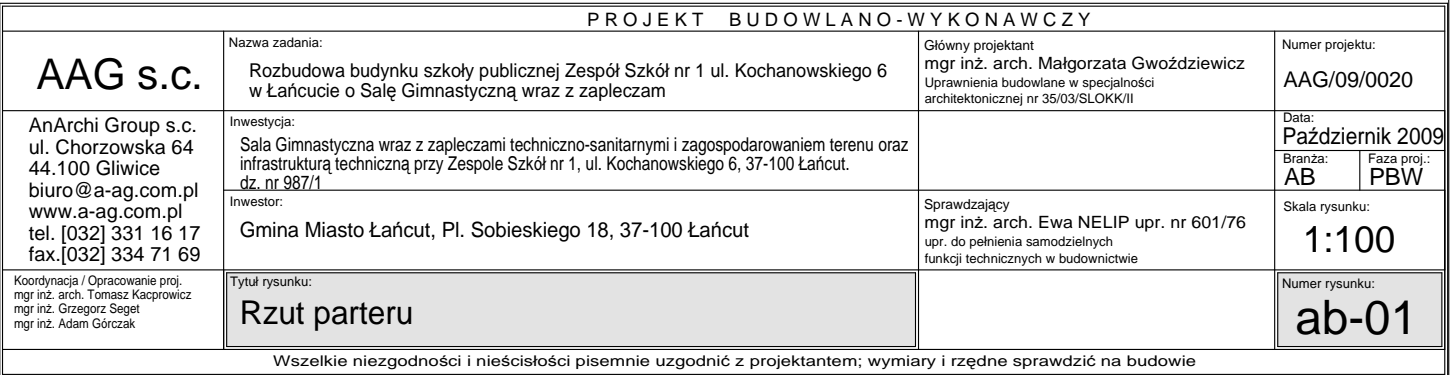 PROJEKT BUDOWLANO-WYKONAWCZY
AAG s.c.
Nazwa zadania:
Rozbudowa budynku szkoły publicznej Zespół Szkół nr 1 ul. Kochanowskiego 6
w Łańcucie o Salę Gimnastyczną wraz z zapleczam
Główny projektant
mgr inż. arch. Małgorzata Gwoździewicz
Uprawnienia budowlane w specjalności
architektonicznej nr 35/03/SLOKK/II
Numer projektu:
AAG/09/0020
AnArchi Group s.c.
ul. Chorzowska 64
44.100 Gliwice
biuro@a-ag.com.pl
www.a-ag.com.pl
tel. [032] 331 16 17
fax.[032] 334 71 69
Inwestycja:
Sala Gimnastyczna wraz z zapleczami techniczno-sanitarnymi i zagospodarowaniem terenu oraz
infrastrukturą techniczną przy Zespole Szkół nr 1, ul. Kochanowskiego 6, 37-100 Łańcut.
dz. nr 987/1
Data:
Październik 2009
Branża:
AB
Faza proj.:
PBW
Inwestor:
Gmina Miasto Łańcut, Pl. Sobieskiego 18, 37-100 Łańcut
Sprawdzający
mgr inż. arch. Ewa NELIP upr. nr 601/76
upr. do pełnienia samodzielnych
funkcji technicznych w budownictwie
Skala rysunku:
1:100
Koordynacja / Opracowanie proj.
mgr inż. arch. Tomasz Kacprowicz
mgr inż. Grzegorz Seget
mgr inż. Adam Górczak
Tytuł rysunku:
Rzut parteru
Numer rysunku:
ab-01
Wszelkie niezgodności i nieścisłości pisemnie uzgodnić z projektantem; wymiary i rzędne sprawdzić na budowie